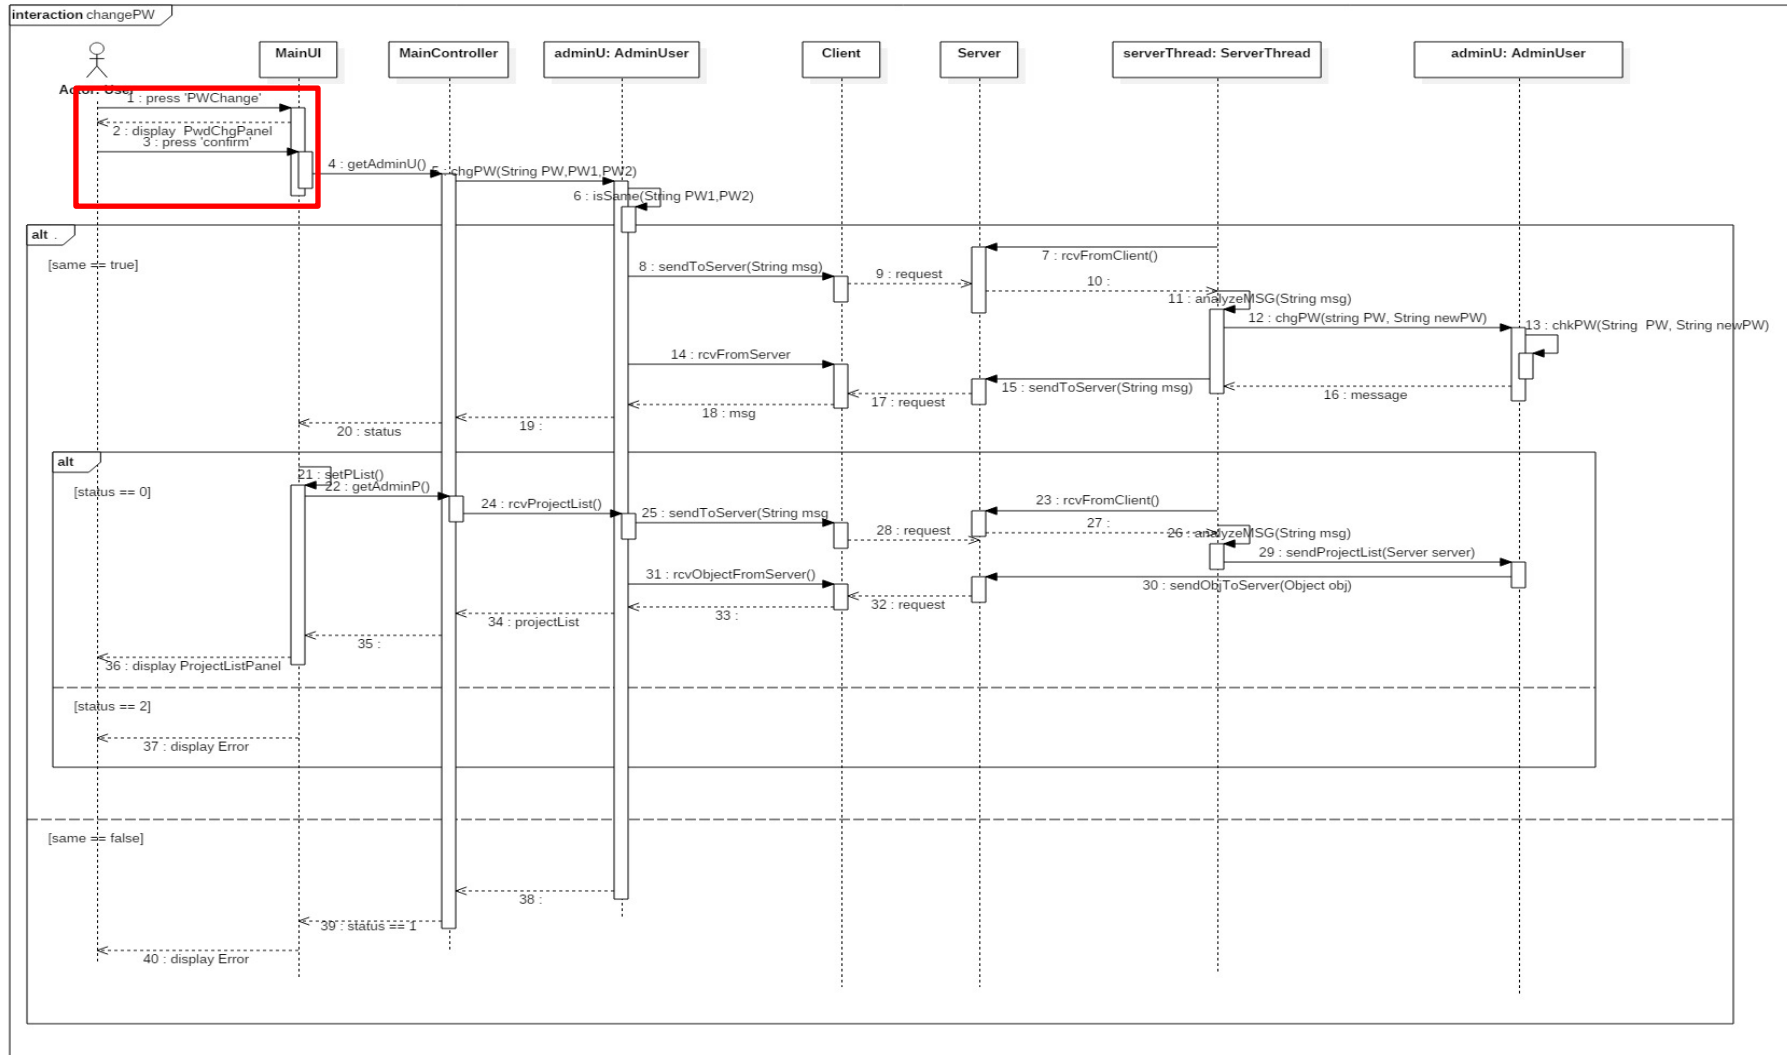 interaction changePW
MainUI
MainController
adminU: AdminUser
Client
Server
serverThread: ServerThread
adminU: AdminUser
Actor: User
1 : press 'PWChange'
2 : display PwdChgPanel
3 : press 'confirm'
4 : getAdminU()
5 : chgPW(String PW,PW1,PW2)
6 : isSame(String PW1,PW2)
alt .
[same == true]
7 : rcvFromClient()
8 : sendToServer(String msg)
9 : request
10 :
11 : analyzeMSG(String msg)
12 : chgPW(string PW, String newPW)
13 : chkPW(String PW, String newPW)
14 : rcvFromServer
15 : sendToServer(String msg)
16 : message
17 : request
18 : msg
19 :
20 : status
alt
[status == 0]
21 : setPList()
22 : getAdminP()
23 : rcvFromClient()
24 : rcvProjectList()
25 : sendToServer(String msg
27 :
26 : analyzeMSG(String msg)
28 : request
29 : sendProjectList(Server server)
31 : rcvObjectFromServer()
30 : sendObjToServer(Object obj)
32 : request
33 :
34 : projectList
35 :
36 : display ProjectListPanel
[status == 2]
37 : display Error
[same == false]
38 :
39 : status == 1
40 : display Error